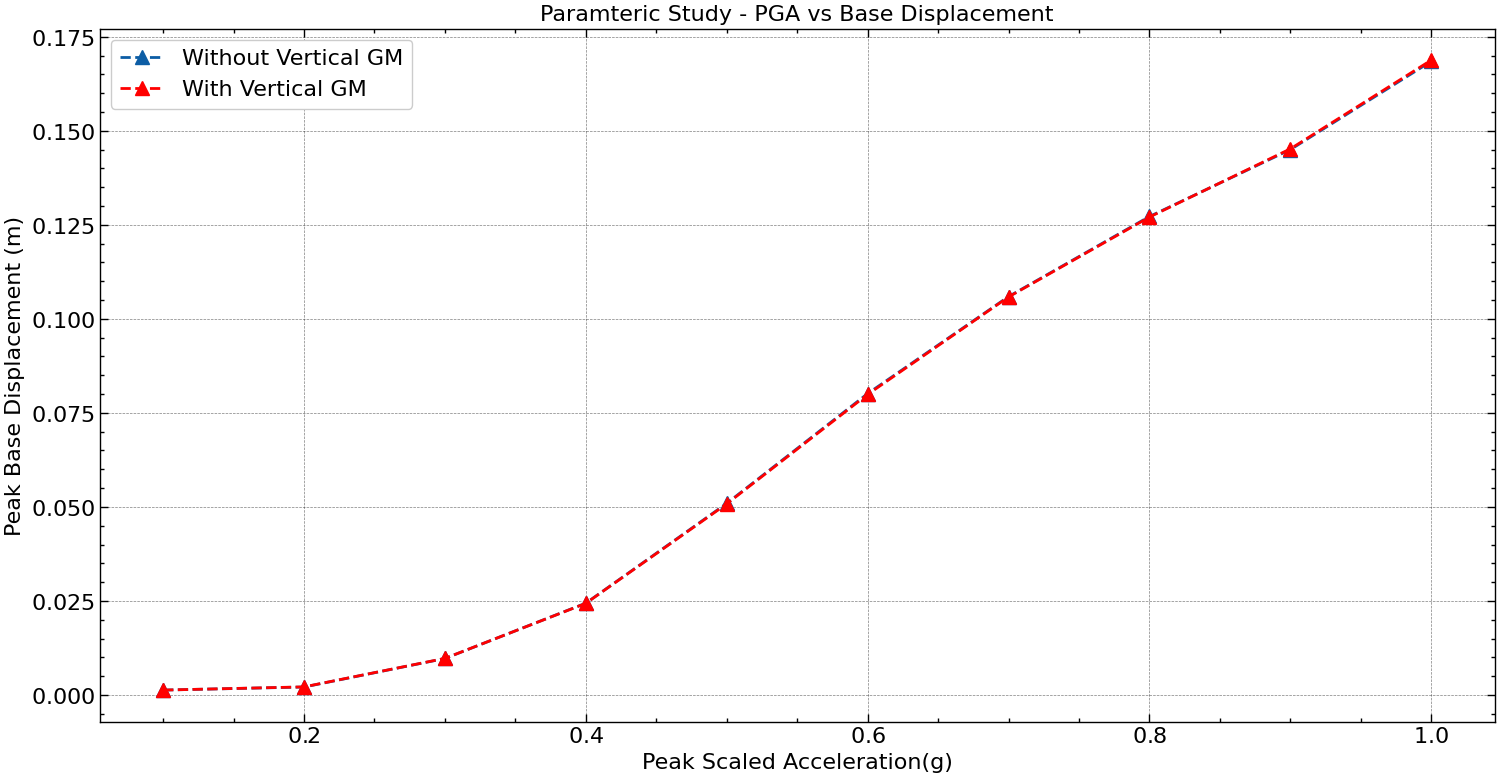 Paramteric Study - PGA vs Base Displacement
Without Vertical GM
With Vertical GM
Peak Base Displacement (m)
0.175
0.150
0.125
0.100
0.075
0.050
0.025
0.000
0.2 0.4 0.6 0.8 1.0
Peak Scaled Acceleration(g)